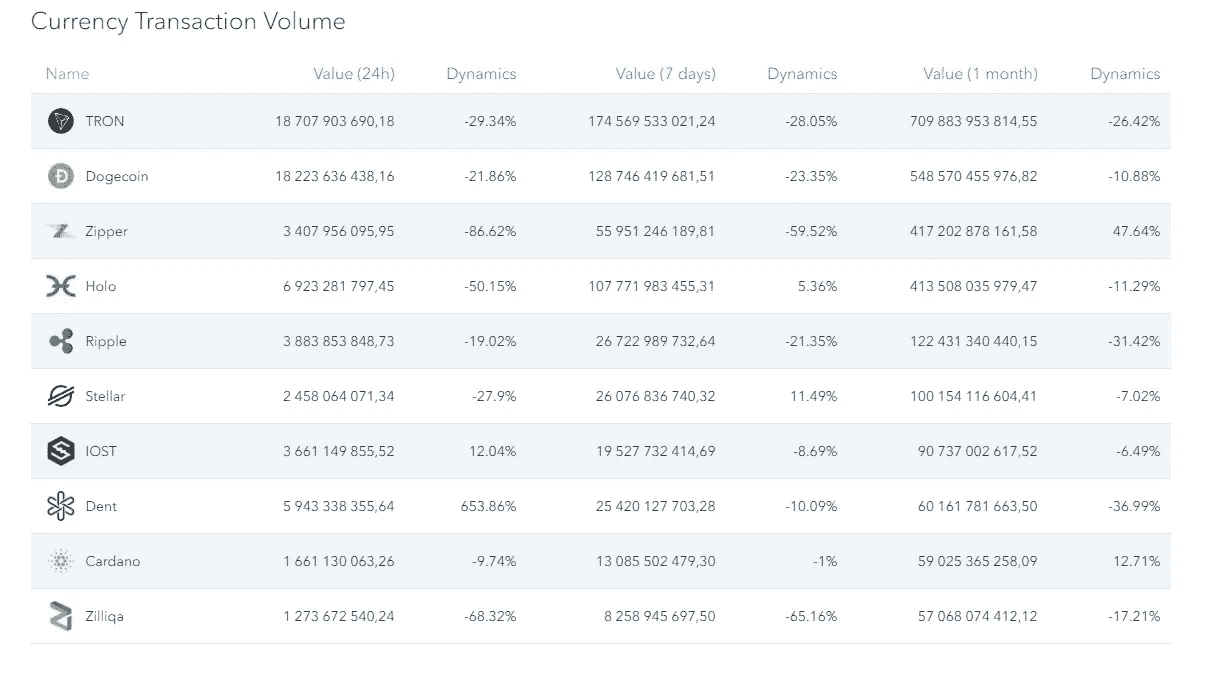 Currency Transaction Volume
Name Value (24h) Dynamics Value (7 days) Dynamics Value (1 month) Dynamics
TRON 18 707 903 690,18 -29.34% 174 569 533 021,24 -28.05% 709 883 953 814,55 -26.42%
Dogecoin 18 223 636 438,16 -21.86% 128 746 419 681,51 -23.35% 548 570 455 976,82 -10.88%
Zipper 3 407 956 095,95 -86.62% 55 951 246 189,81 -59.52% 417 202 878 161,58 47.64%
Holo 6 923 281 797,45 -50.15% 107 771 983 455,31 5.36% 413 508 035 979,47 -11.29%
Ripple 3 883 853 848,73 -19.02% 26 722 989 732,64 -21.35% 122 431 340 440,15 -31.42%
Stellar 2 458 064 071,34 -27.9% 26 076 836 740,32 11.49% 100 154 116 604,41 -7.02%
IOST 3 661 149 855,52 12.04% 19 527 732 414,69 -8.69% 90 737 002 617,52 -6.49%
Dent 5 943 338 355,64 653.86% 25 420 127 703,28 -10.09% 60 161 781 663,50 -36.99%
Cardano 1 661 130 063,26 -9.74% 13 085 502 479,30 -1% 59 025 365 258,09 12.71%
Zilliqa 1 273 672 540,24 -68.32% 8 258 945 697,50 -65.16% 57 068 074 412,12 -17.21%